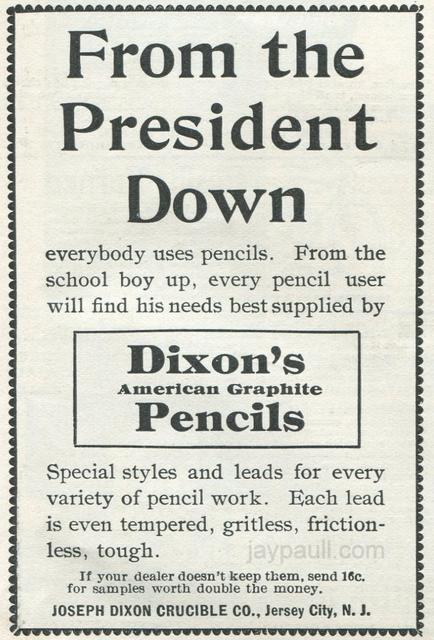 From the
President
Down
everybody uses pencils. From the
school boy up, every pencil user
will find his needs best supplied by
Dixon's
American Graphite
Pencils
Special styles and leads for every
variety of pencil work. Each lead
is even tempered, gritless, friction-
less, tough.
jaypaull.com
If your dealer doesn't keep them, send 16c.
for samples worth double the money.
JOSEPH DIXON CRUCIBLE CO., Jersey City, N. J.